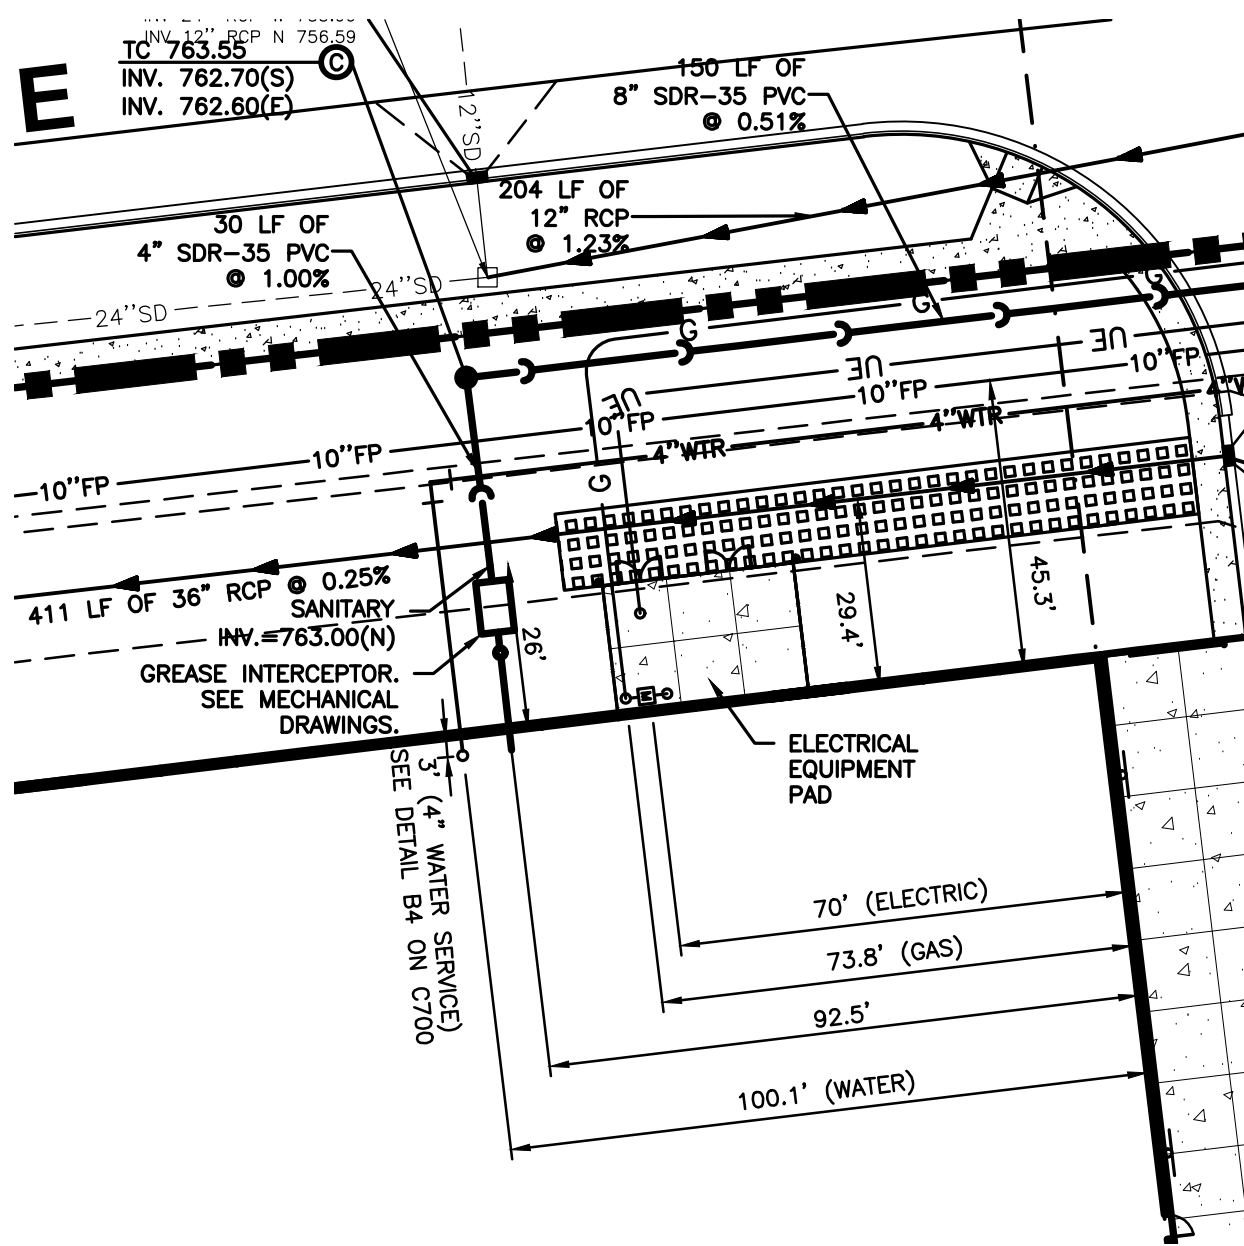 INV 12" RCP N 756.59
TC 763.55
INV. 762.70(S)
INV. 762.60(E)
C
E
12"SD
150 LF OF
8" SDR-35 PVC
@ 0.51%
204 LF OF
12" RCP
@ 1.23%
30 LF OF
4" SDR-35 PVC
@ 1.00%
24"SD
24"SD
G
G
G
G
UE
UE
UE
10"FP
10"FP
10"FP
10"FP
10"FP
4"WTR
4"WTR
411 LF OF 36" RCP @ 0.25%
SANITARY
INV.=763.00(N)
GREASE INTERCEPTOR.
SEE MECHANICAL
DRAWINGS.
26'
29.4'
45.3'
M
ELECTRICAL
EQUIPMENT
PAD
3' (4" WATER SERVICE)
SEE DETAIL B4 ON C700
70' (ELECTRIC)
73.8' (GAS)
92.5'
100.1' (WATER)